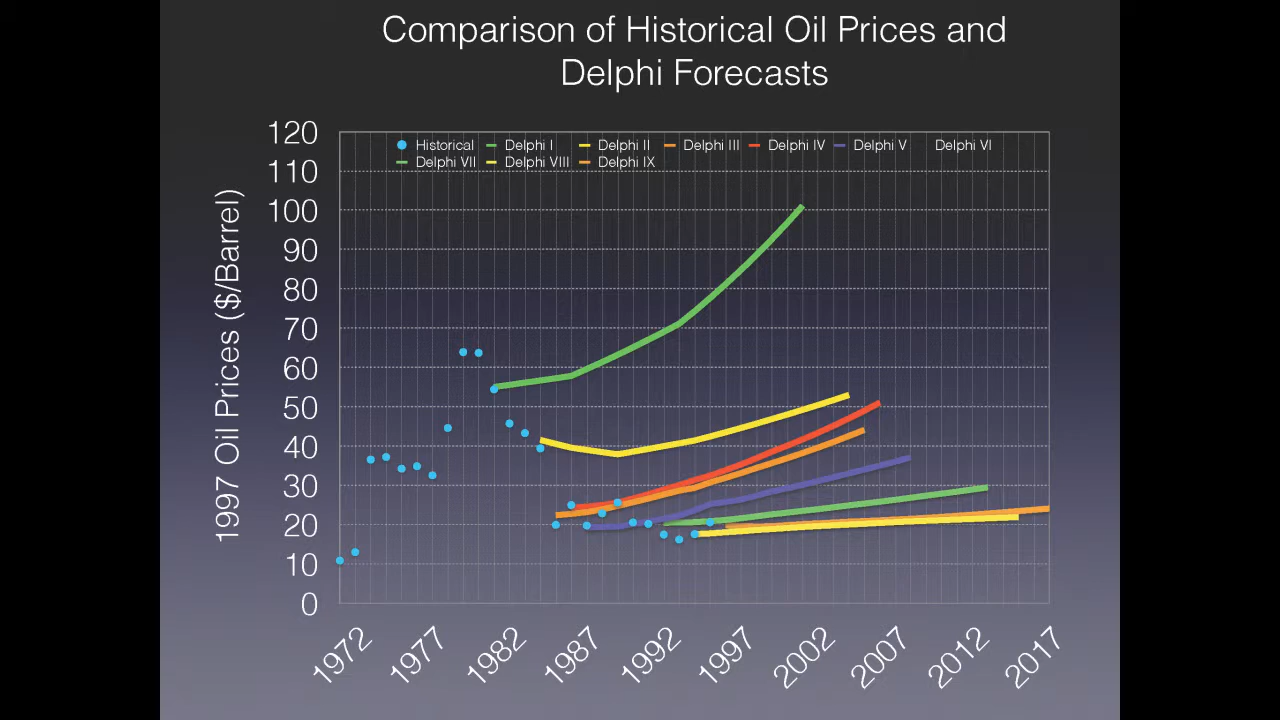 Comparison of Historical Oil Prices and
Delphi Forecasts
1997 Oil Prices ($/Barrel)
120
110
100
90
80
70
60
50
40
30
20
10
0
Historical Delphi I Delphi II Delphi III Delphi IV Delphi V Delphi VI
Delphi VII Delphi VIII Delphi IX
1972 1977 1982 1987 1992 1997 2002 2007 2012 2017